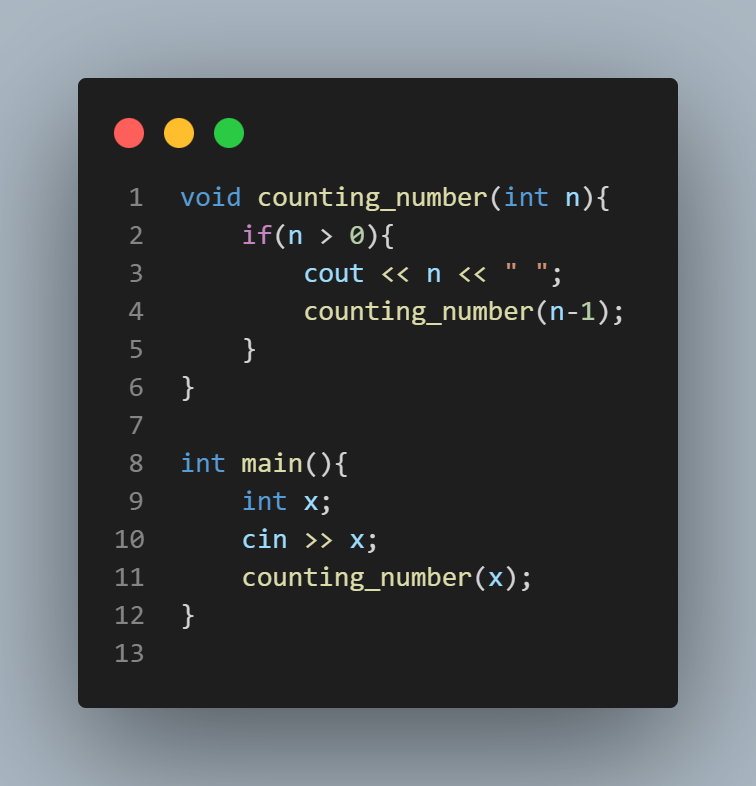 1 void counting_number(int n){
2     if(n > 0){
3         cout << n << " ";
4         counting_number(n-1);
5     }
6 }
7
8 int main(){
9     int x;
10     cin >> x;
11     counting_number(x);
12 }
13